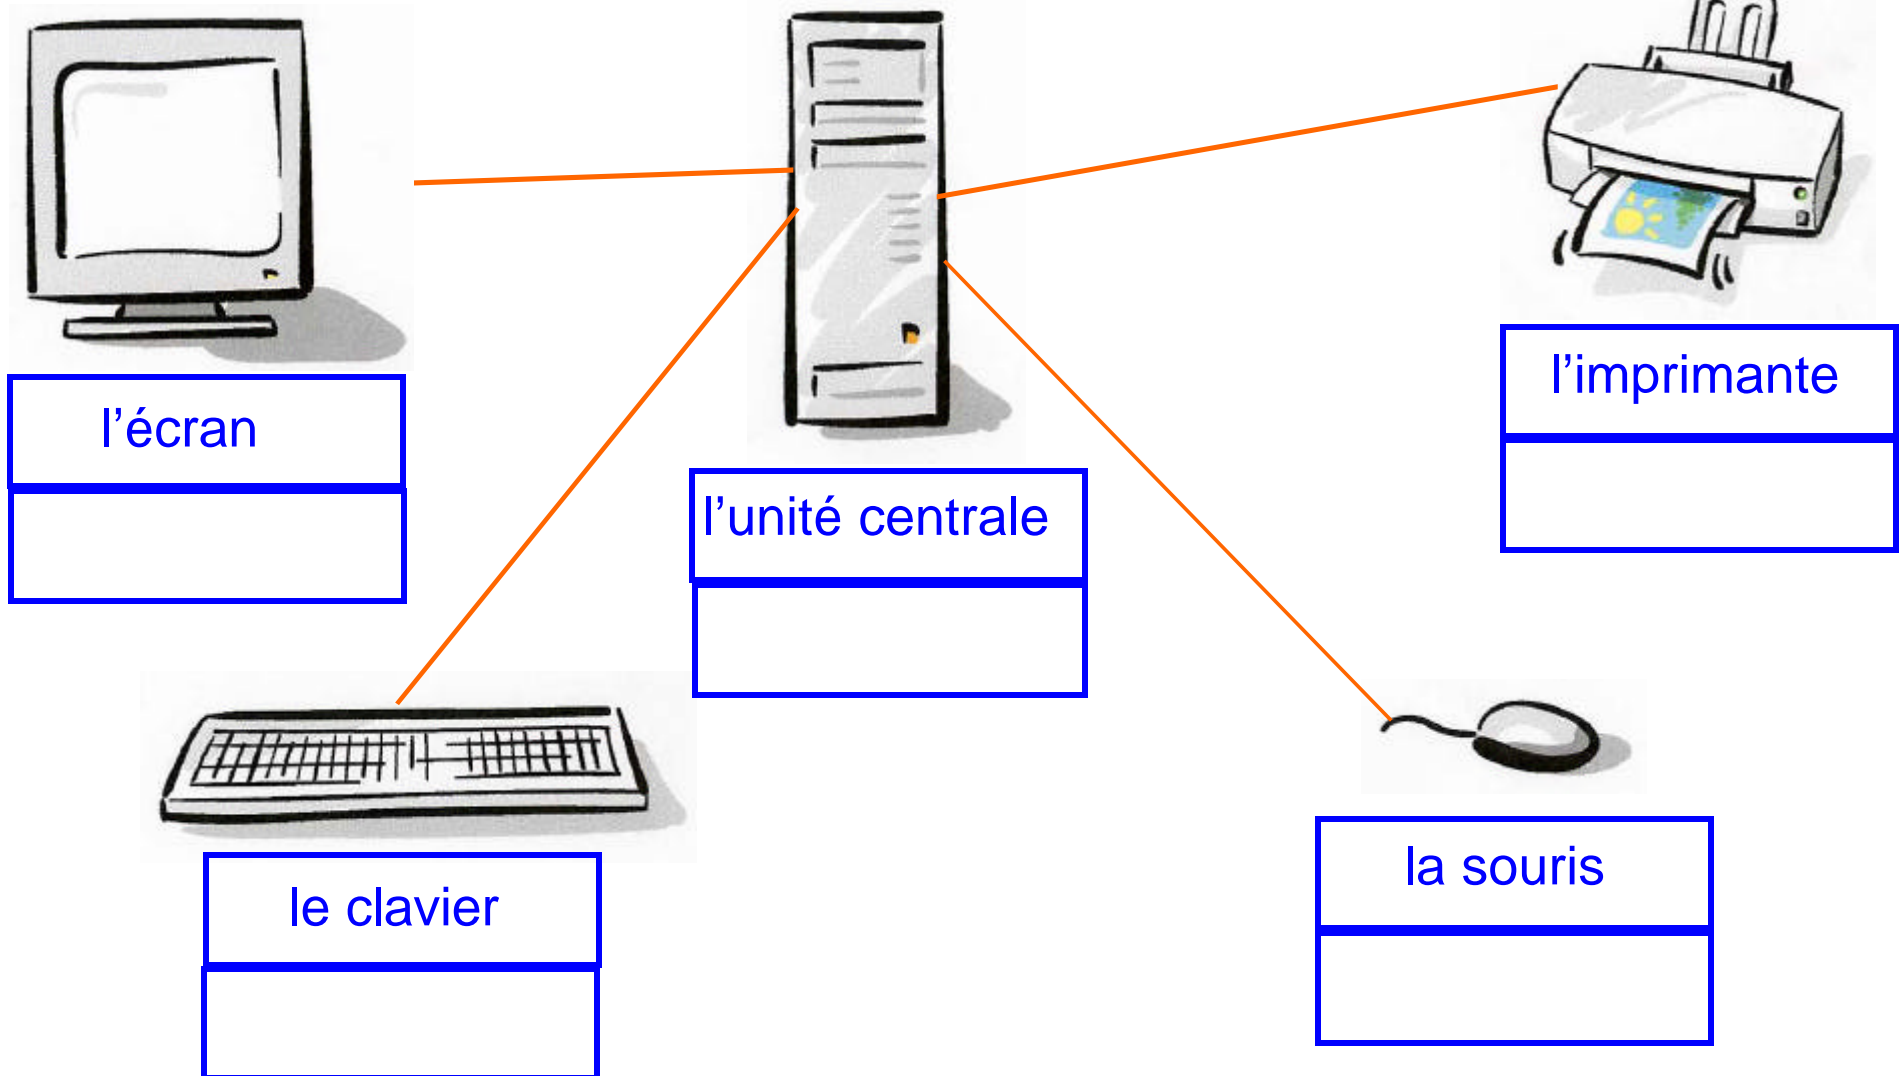 l’écran
l’unité centrale
l’imprimante
le clavier
la souris